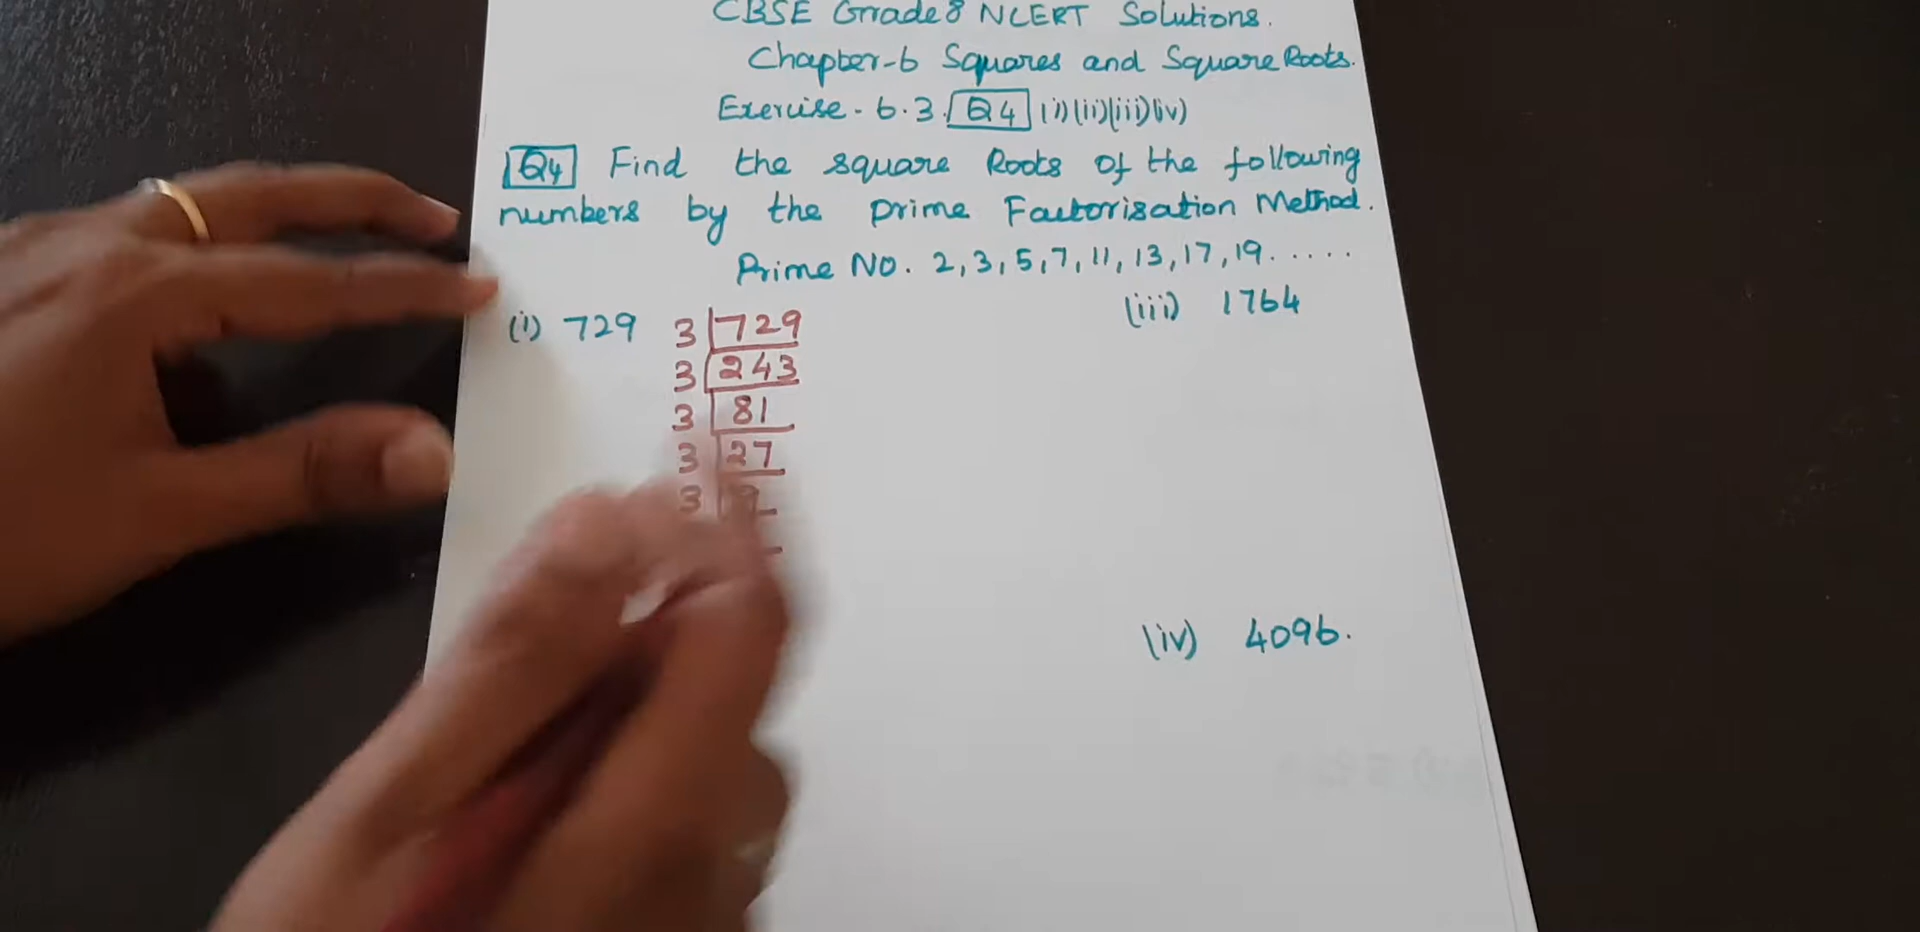 CBSE Grade 8 NCERT Solutions.
Chapter-6 Squares and Square Roots.
Exercise - 6.3. Q4 (i)(ii)(iii)(iv)
Q4 Find the square Roots of the following
numbers by the prime Factorisation Method.
Prime No. 2, 3, 5, 7, 11, 13, 17, 19.....
(i) 729
3 | 729
3 | 243
3 | 81
3 | 27
3 | 9
(iii) 1764
(iv) 4096.